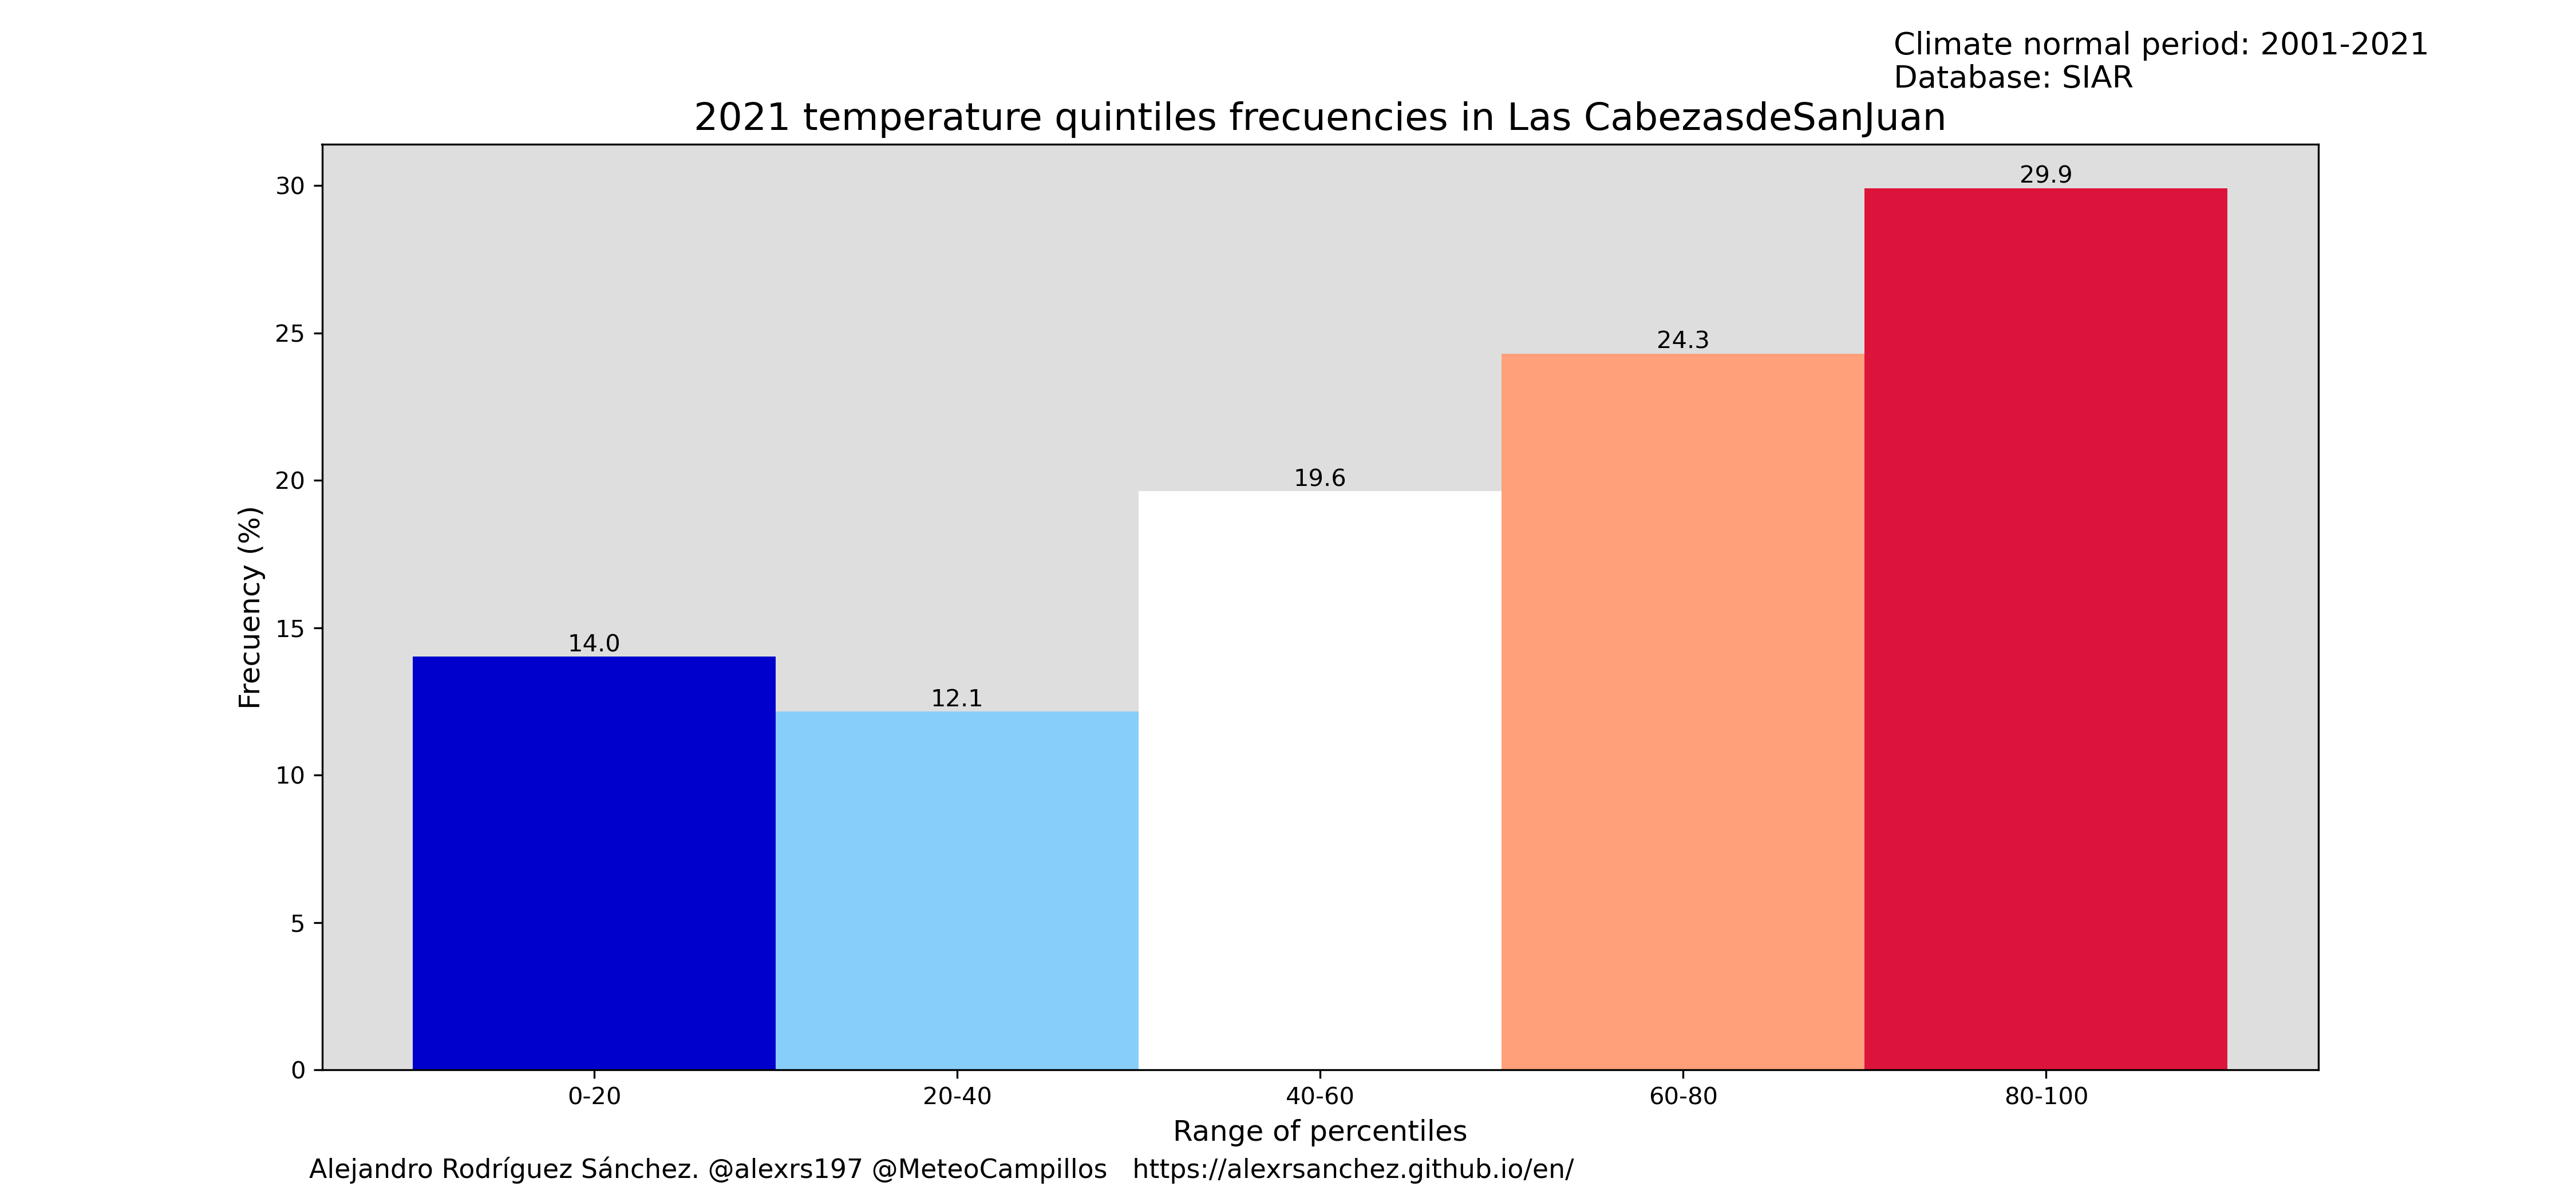 Climate normal period: 2001-2021
Database: SIAR
2021 temperature quintiles frecuencies in Las CabezasdeSanJuan
30
25
20
15
10
5
0
Frecuency (%)
14.0
12.1
19.6
24.3
29.9
0-20
20-40
40-60
60-80
80-100
Range of percentiles
Alejandro Rodríguez Sánchez. @alexrs197 @MeteoCampillos   https://alexrsanchez.github.io/en/